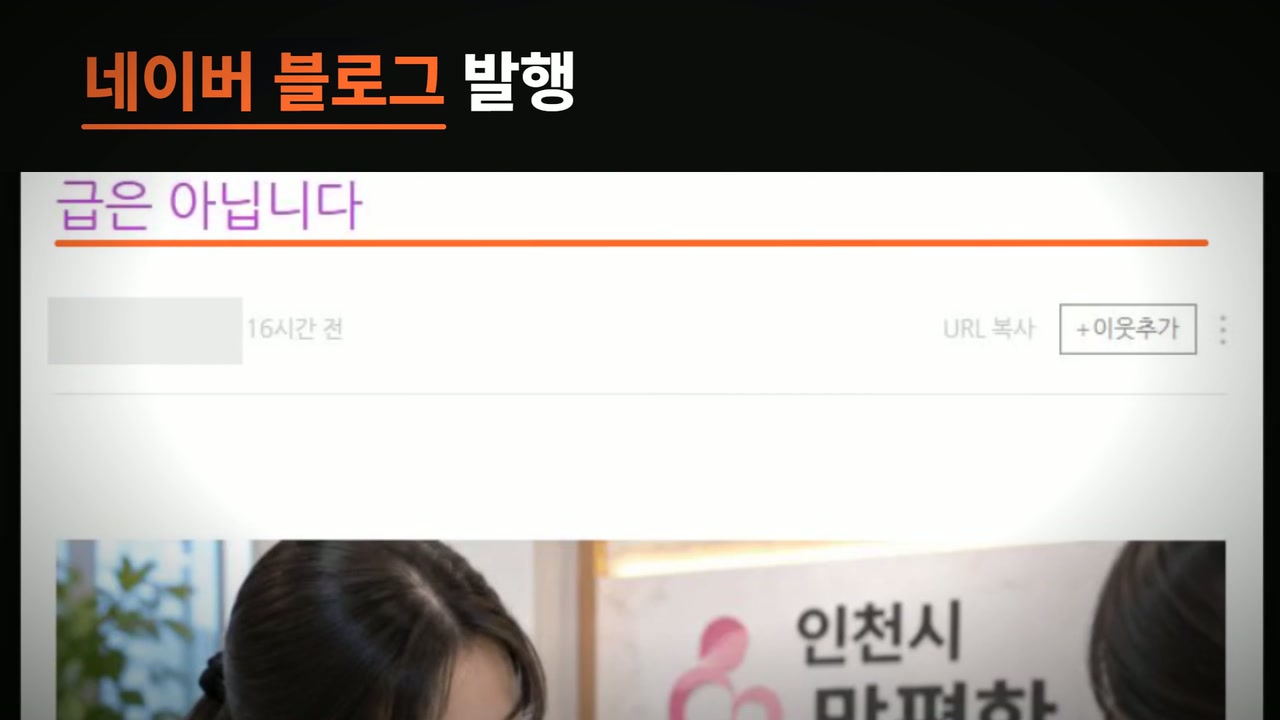 네이버 블로그 발행
급은 아닙니다
16시간 전
URL 복사
+이웃추가
인천시